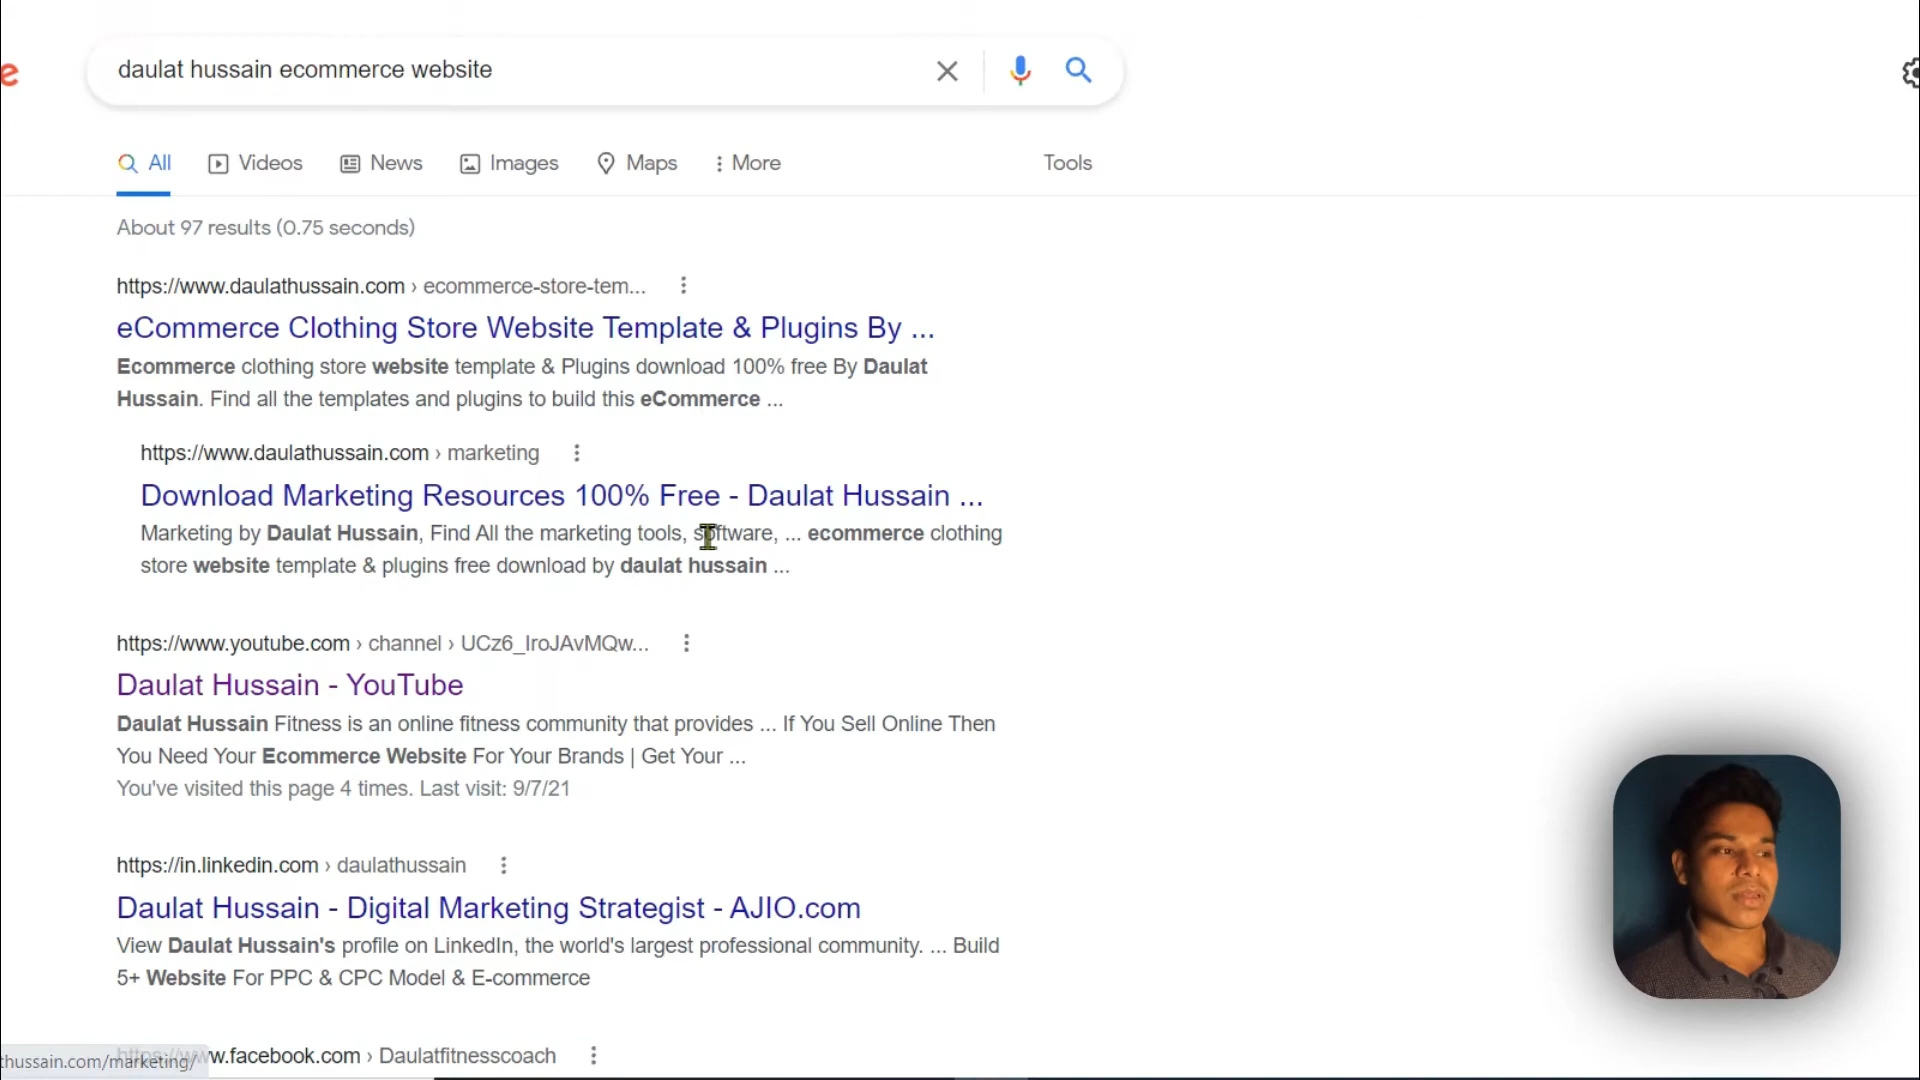 e
daulat hussain ecommerce website
All
Videos
News
Images
Maps
More
Tools
About 97 results (0.75 seconds)
https://www.daulathussain.com › ecommerce-store-tem...
eCommerce Clothing Store Website Template & Plugins By ...
Ecommerce clothing store website template & Plugins download 100% free By Daulat
Hussain. Find all the templates and plugins to build this eCommerce ...
https://www.daulathussain.com › marketing
Download Marketing Resources 100% Free - Daulat Hussain ...
Marketing by Daulat Hussain, Find All the marketing tools, software, ... ecommerce clothing
store website template & plugins free download by daulat hussain ...
https://www.youtube.com › channel › UCz6_IroJAvMQw...
Daulat Hussain - YouTube
Daulat Hussain Fitness is an online fitness community that provides ... If You Sell Online Then
You Need Your Ecommerce Website For Your Brands | Get Your ...
You've visited this page 4 times. Last visit: 9/7/21
https://in.linkedin.com › daulathussain
Daulat Hussain - Digital Marketing Strategist - AJIO.com
View Daulat Hussain's profile on LinkedIn, the world's largest professional community. ... Build
5+ Website For PPC & CPC Model & E-commerce
https://www.facebook.com › Daulatfitnesscoach
thussain.com/marketing/